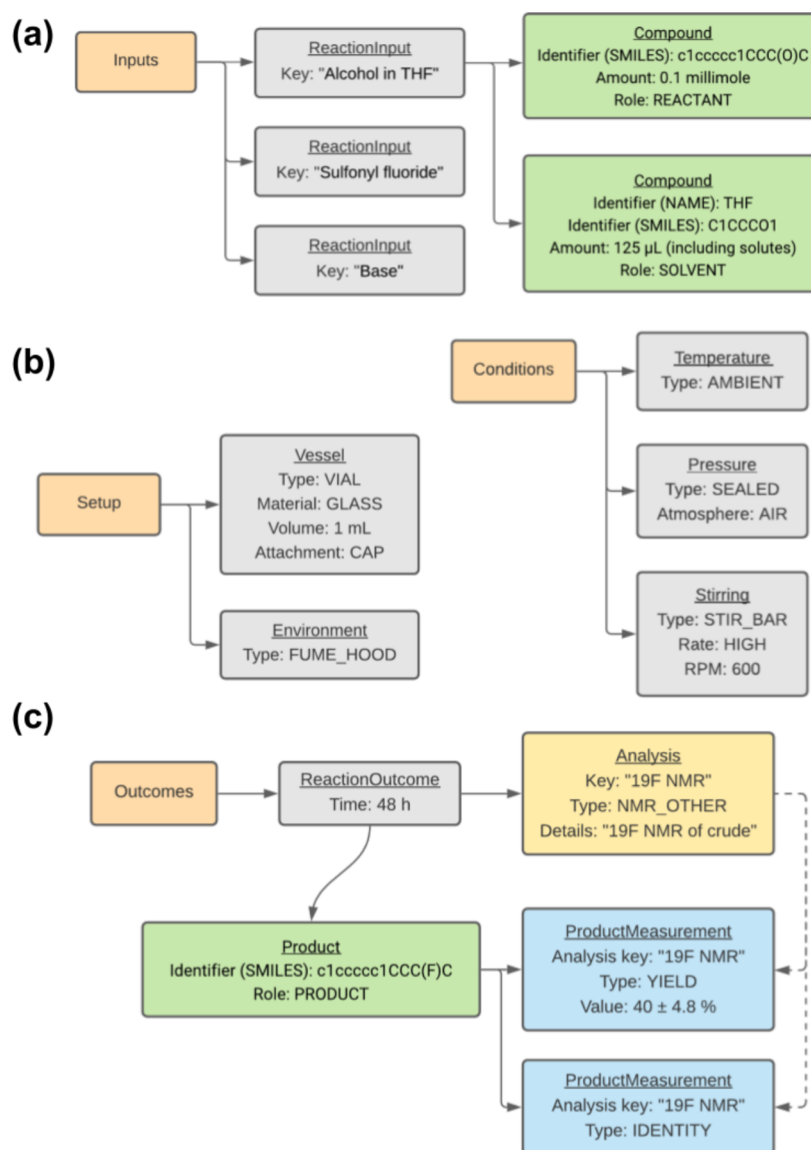 (a)
Inputs
ReactionInput
Key: "Alcohol in THF"
ReactionInput
Key: "Sulfonyl fluoride"
ReactionInput
Key: "Base"
Compound
Identifier (SMILES): c1ccccc1CCC(O)C
Amount: 0.1 millimole
Role: REACTANT
Compound
Identifier (NAME): THF
Identifier (SMILES): C1CCCO1
Amount: 125 µL (including solutes)
Role: SOLVENT
(b)
Setup
Vessel
Type: VIAL
Material: GLASS
Volume: 1 mL
Attachment: CAP
Environment
Type: FUME_HOOD
Conditions
Temperature
Type: AMBIENT
Pressure
Type: SEALED
Atmosphere: AIR
Stirring
Type: STIR_BAR
Rate: HIGH
RPM: 600
(c)
Outcomes
ReactionOutcome
Time: 48 h
Analysis
Key: "19F NMR"
Type: NMR_OTHER
Details: "19F NMR of crude"
Product
Identifier (SMILES): c1ccccc1CCC(F)C
Role: PRODUCT
ProductMeasurement
Analysis key: "19F NMR"
Type: YIELD
Value: 40 ± 4.8 %
ProductMeasurement
Analysis key: "19F NMR"
Type: IDENTITY